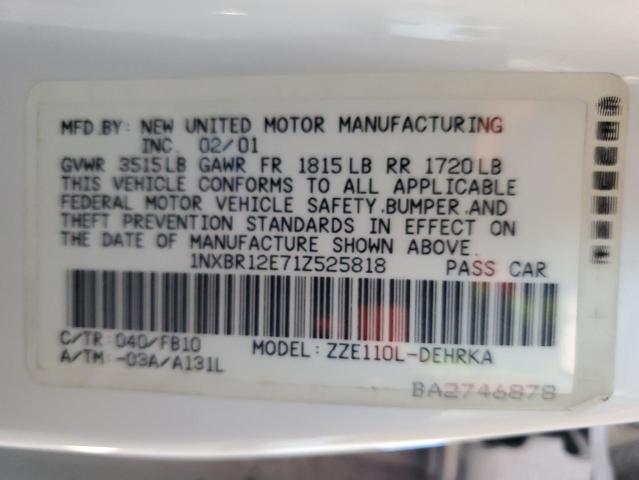 MFD.BY: NEW UNITED MOTOR MANUFACTURING
INC. 02/01
GVWR 3515LB GAWR FR 1815LB RR 1720LB
THIS VEHICLE CONFORMS TO ALL APPLICABLE
FEDERAL MOTOR VEHICLE SAFETY,BUMPER,AND
THEFT PREVENTION STANDARDS IN EFFECT ON
THE DATE OF MANUFACTURE SHOWN ABOVE.
1NXBR12E71Z525818 PASS CAR
C/TR: 040/FB10 MODEL: ZZE110L-DEHRKA
A/TM: -03A/A131L
BA2746878